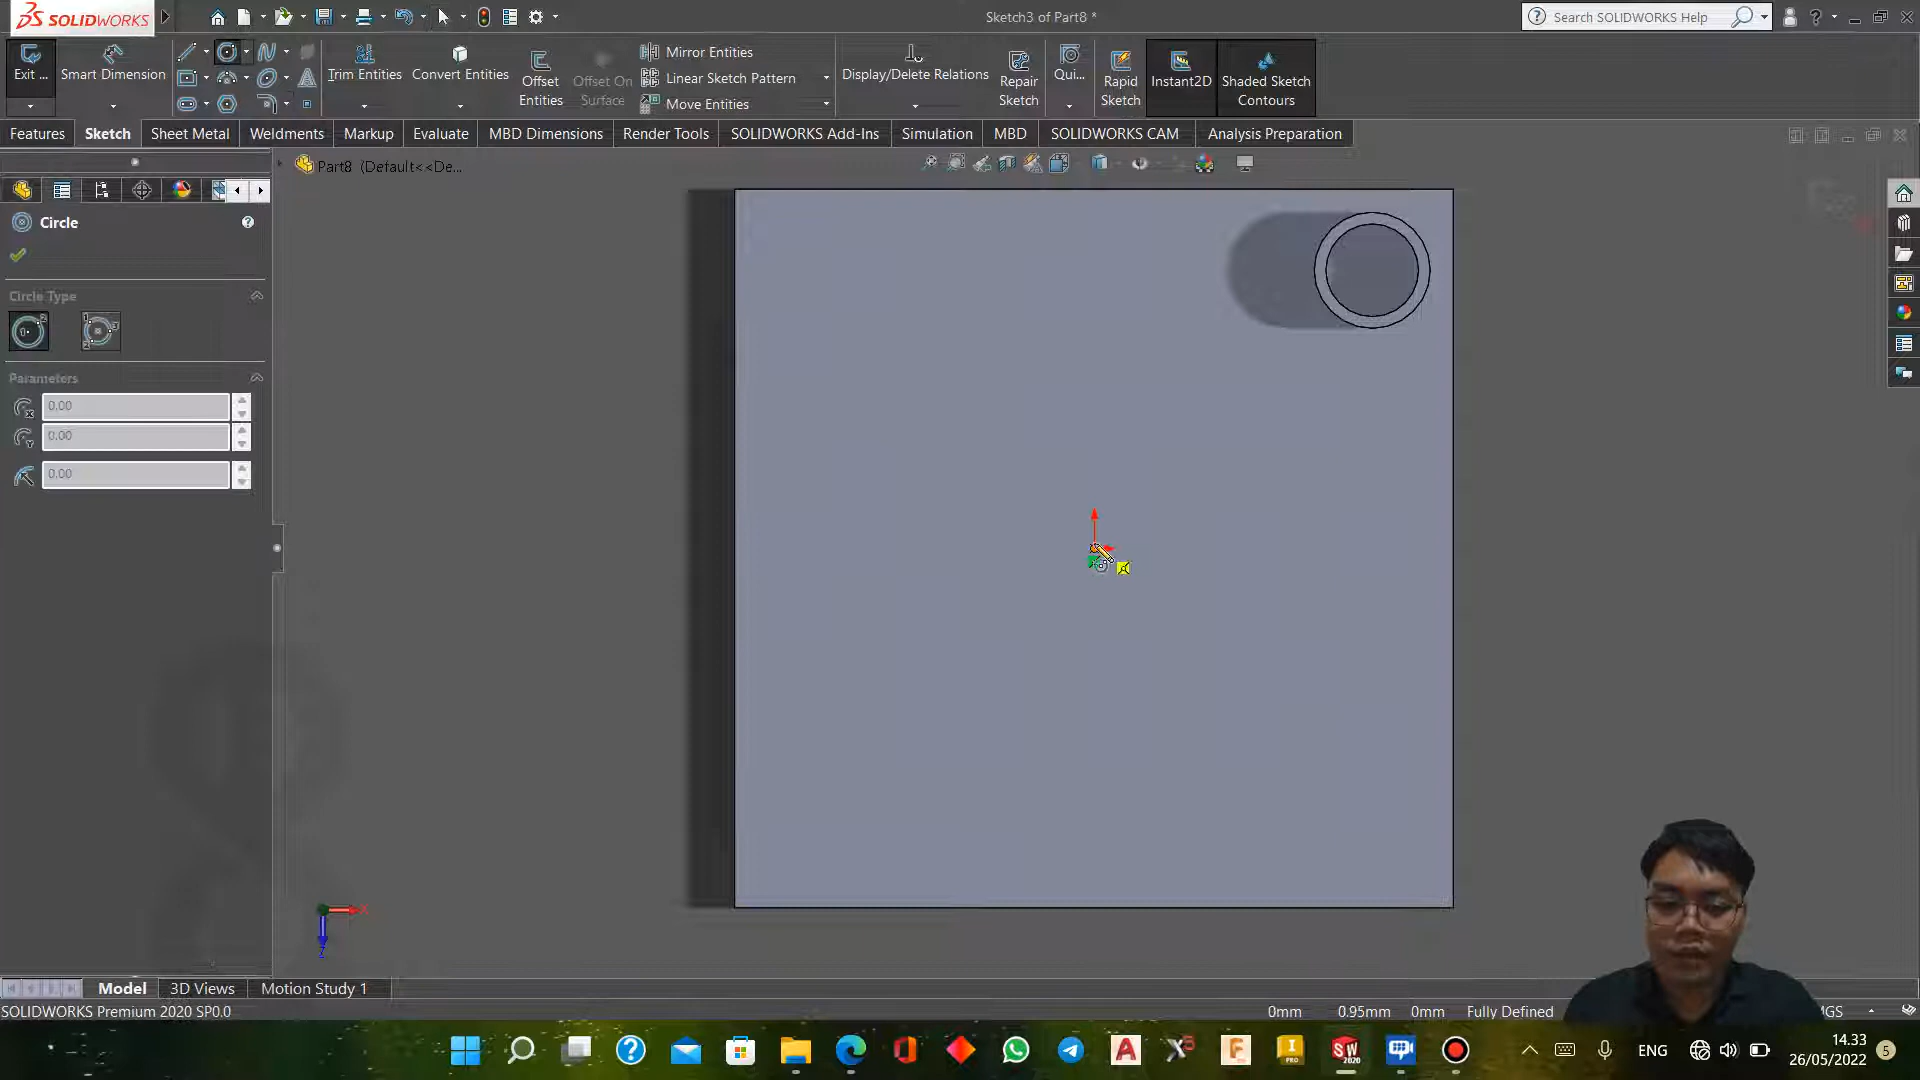 SOLIDWORKS
Sketch3 of Part8 *
Search SOLIDWORKS Help
Exit ...
Smart Dimension
Trim Entities
Convert Entities
Offset Entities
Offset On Surface
Mirror Entities
Linear Sketch Pattern
Move Entities
Display/Delete Relations
Repair Sketch
Qui...
Rapid Sketch
Instant2D
Shaded Sketch Contours
Features
Sketch
Sheet Metal
Weldments
Markup
Evaluate
MBD Dimensions
Render Tools
SOLIDWORKS Add-Ins
Simulation
MBD
SOLIDWORKS CAM
Analysis Preparation
Part8 (Default<<De...
Circle
Circle Type
Parameters
0.00
0.00
0.00
X
Z
Model
3D Views
Motion Study 1
SOLIDWORKS Premium 2020 SP0.0
0mm
0.95mm
0mm
Fully Defined
MGS
ENG
14.33
26/05/2022
5